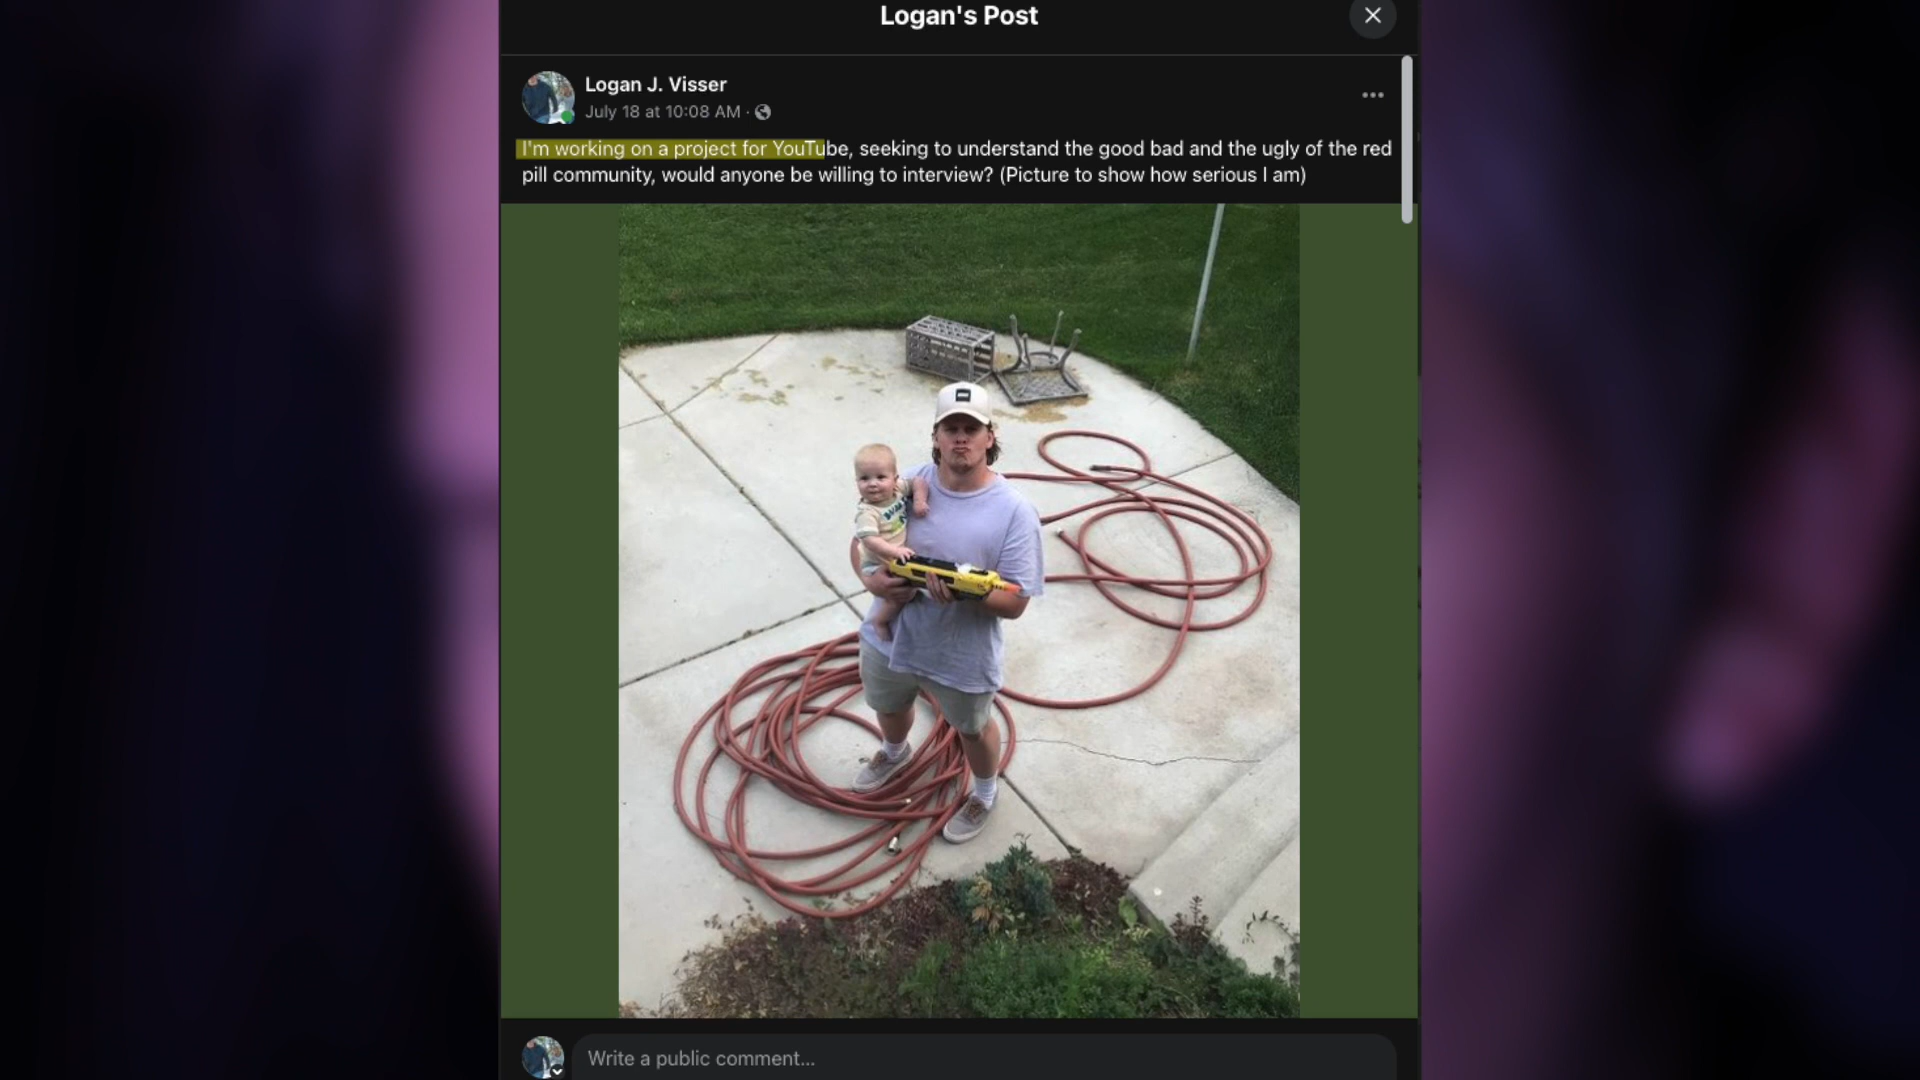 Logan's Post
Logan J. Visser
July 18 at 10:08 AM ·
I'm working on a project for YouTube, seeking to understand the good bad and the ugly of the red
pill community, would anyone be willing to interview? (Picture to show how serious I am)
Write a public comment...